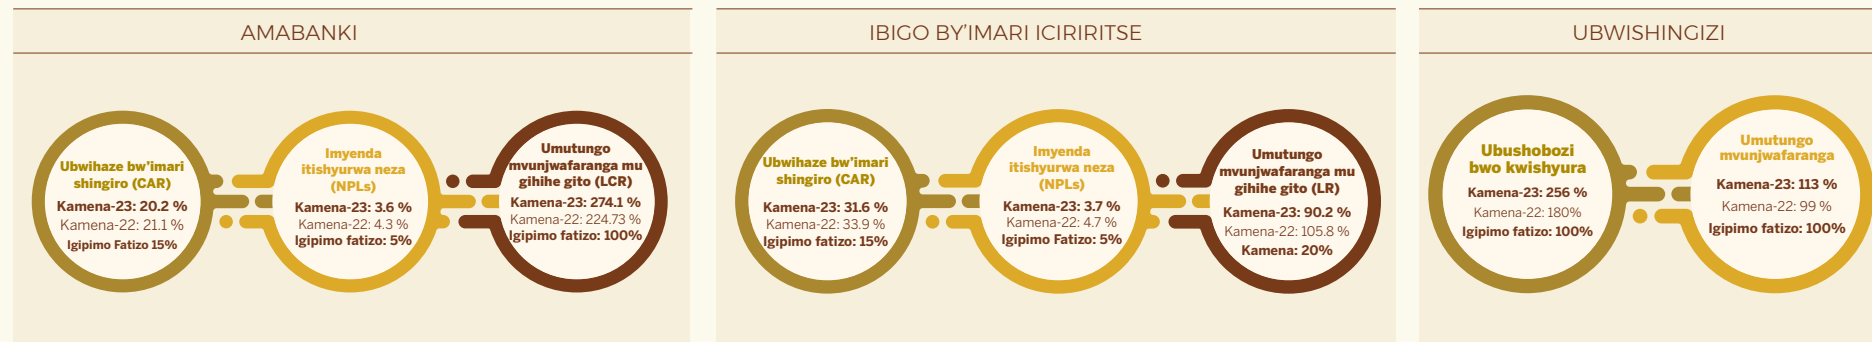 AMABANKI
Ubwihaze bw'imari
shingiro (CAR)
Kamena-23: 20.2 %
Kamena-22: 21.1 %
Igipimo Fatizo 15%
Imyenda
itishyurwa neza
(NPLs)
Kamena-23: 3.6 %
Kamena-22: 4.3 %
Igipimo fatizo: 5%
Umutungo
mvunjwafaranga mu
gihihe gito (LCR)
Kamena-23: 274.1 %
Kamena-22: 224.73 %
Igipimo fatizo: 100%
IBIGO BY'IMARI ICIRIRITSE
Ubwihaze bw'imari
shingiro (CAR)
Kamena-23: 31.6 %
Kamena-22: 33.9 %
Igipimo fatizo: 15%
Imyenda
itishyurwa neza
(NPLs)
Kamena-23: 3.7 %
Kamena-22: 4.7 %
Igipimo fatizo: 5%
Umutungo
mvunjwafaranga mu
gihihe gito (LR)
Kamena-23: 90.2 %
Kamena-22: 105.8 %
Kamena: 20%
UBWISHINGIZI
Ubushobozi
bwo kwishyura
Kamena-23: 256 %
Kamena-22: 180%
Igipimo fatizo: 100%
Umutungo
mvunjwafaranga
Kamena-23: 113 %
Kamena-22: 99 %
Igipimo fatizo: 100%